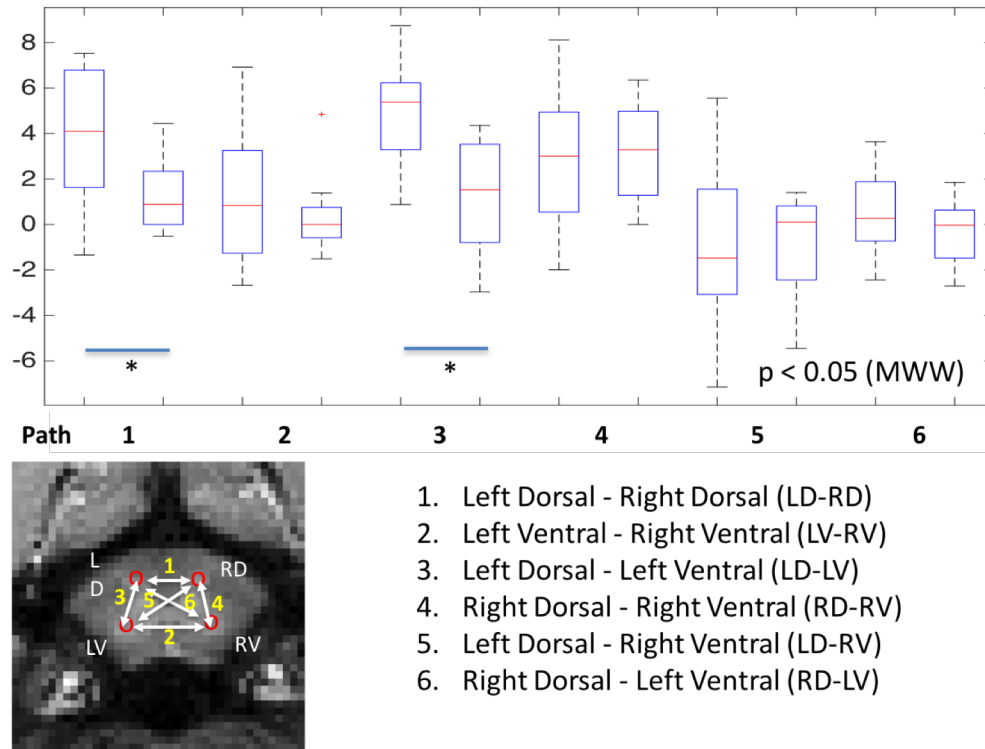 8
6
4
2
0
-2
-4
-6
* *
p < 0.05 (MWW)
Path 1 2 3 4 5 6
L
D
RD
LV
RV
1
3
5
6
4
2
1. Left Dorsal - Right Dorsal (LD-RD)
2. Left Ventral - Right Ventral (LV-RV)
3. Left Dorsal - Left Ventral (LD-LV)
4. Right Dorsal - Right Ventral (RD-RV)
5. Left Dorsal - Right Ventral (LD-RV)
6. Right Dorsal - Left Ventral (RD-LV)